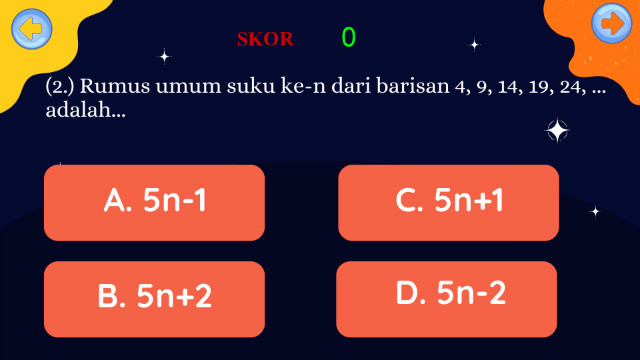 SKOR 0
(2.) Rumus umum suku ke-n dari barisan 4, 9, 14, 19, 24, ...
adalah...
A. 5n-1
C. 5n+1
B. 5n+2
D. 5n-2